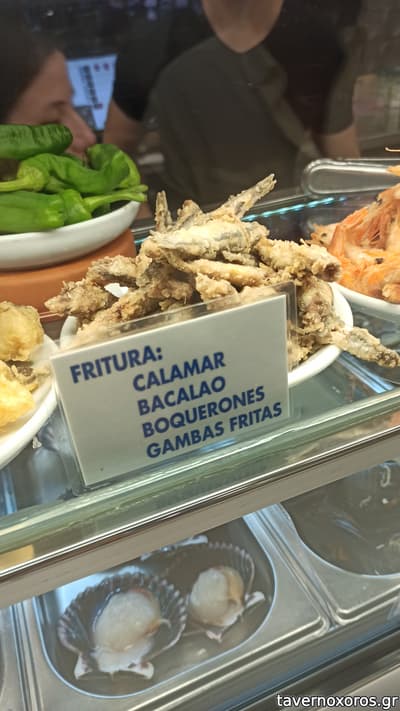 FRITURA:
CALAMAR
BACALAO
BOQUERONES
GAMBAS FRITAS
tavernoxoros.gr